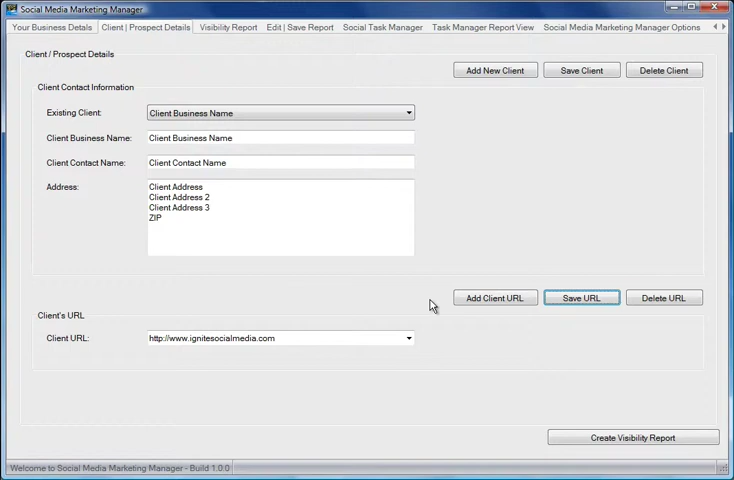 Social Media Marketing Manager
Your Business Details Client | Prospect Details Visibility Report Edit | Save Report Social Task Manager Task Manager Report View Social Media Marketing Manager Options
Client / Prospect Details
Add New Client Save Client Delete Client
Client Contact Information
Existing Client: Client Business Name
Client Business Name: Client Business Name
Client Contact Name: Client Contact Name
Address: Client Address
Client Address 2
Client Address 3
ZIP
Add Client URL Save URL Delete URL
Client's URL
Client URL: http://www.ignitesocialmedia.com
Create Visibility Report
Welcome to Social Media Marketing Manager - Build 1.0.0